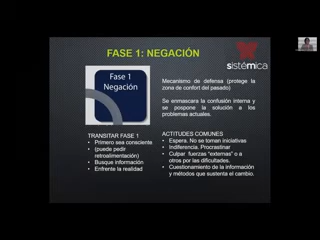 FASE 1: NEGACIÓN
sistémica
Fase 1
Negación
Mecanismo de defensa (protege la
zona de confort del pasado)
Se enmascara la confusión interna y
se pospone la solución a los
problemas actuales.
TRANSITAR FASE 1
• Primero sea consciente
• (puede pedir
retroalimentación)
• Busque información
• Enfrente la realidad
ACTITUDES COMUNES
• Espera. No se toman iniciativas
• Indiferencia. Procrastinar
• Culpar fuerzas "externas" o a
otros por las dificultades.
• Cuestionamiento de la información
y métodos que sustenta el cambio.